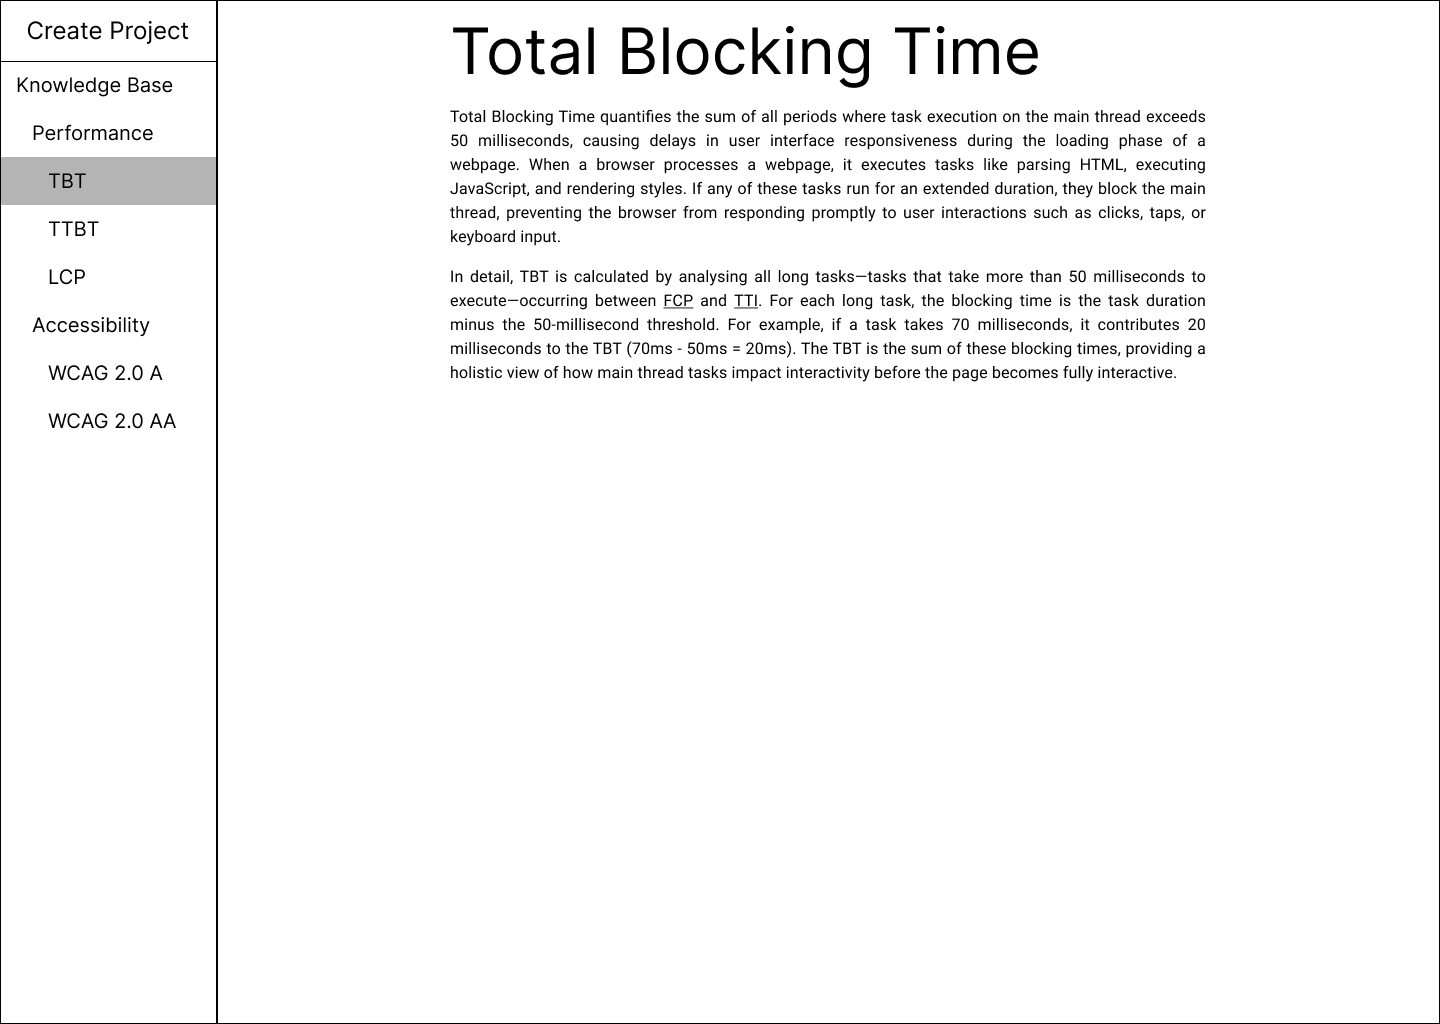 Create Project
Knowledge Base
Performance
TBT
TTBT
LCP
Accessibility
WCAG 2.0 A
WCAG 2.0 AA
Total Blocking Time
Total Blocking Time quantifies the sum of all periods where task execution on the main thread exceeds
50 milliseconds, causing delays in user interface responsiveness during the loading phase of a
webpage. When a browser processes a webpage, it executes tasks like parsing HTML, executing
JavaScript, and rendering styles. If any of these tasks run for an extended duration, they block the main
thread, preventing the browser from responding promptly to user interactions such as clicks, taps, or
keyboard input.
In detail, TBT is calculated by analysing all long tasks—tasks that take more than 50 milliseconds to
execute—occurring between FCP and TTI. For each long task, the blocking time is the task duration
minus the 50-millisecond threshold. For example, if a task takes 70 milliseconds, it contributes 20
milliseconds to the TBT (70ms - 50ms = 20ms). The TBT is the sum of these blocking times, providing a
holistic view of how main thread tasks impact interactivity before the page becomes fully interactive.